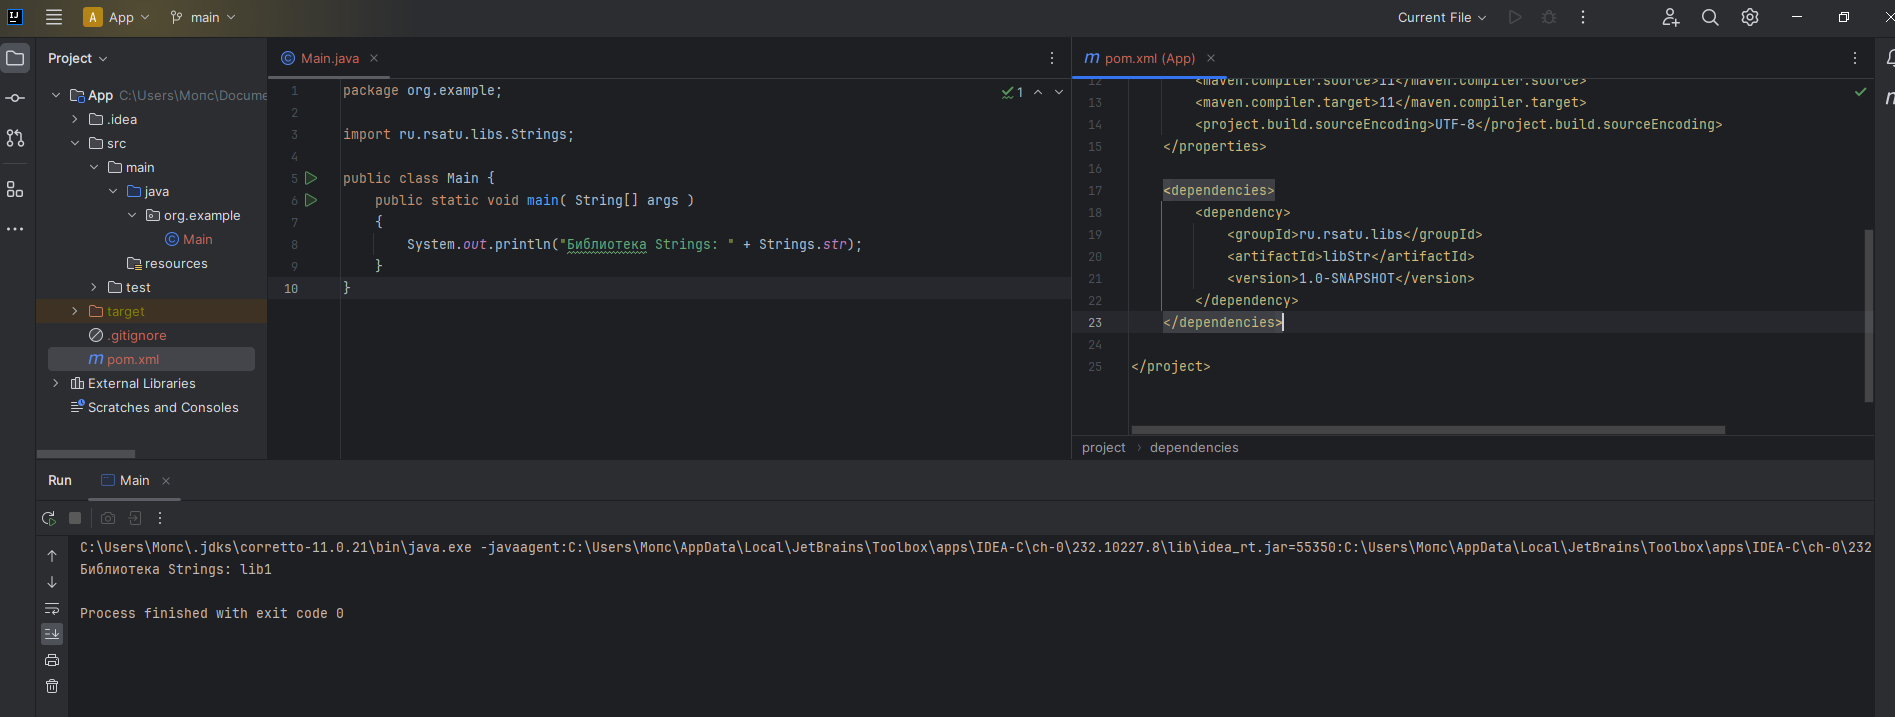 IJ A App main Current File
Project
App C:\Users\Мопс\Docume
.idea
src
main
java
org.example
Main
resources
test
target
.gitignore
pom.xml
External Libraries
Scratches and Consoles
Main.java
1
1 package org.example;
2
3 import ru.rsatu.libs.Strings;
4
5 public class Main {
6 public static void main( String[] args )
7 {
8 System.out.println("Библиотека Strings: " + Strings.str);
9 }
10 }
pom.xml (App)
12 <maven.compiler.source>11</maven.compiler.source>
13 <maven.compiler.target>11</maven.compiler.target>
14 <project.build.sourceEncoding>UTF-8</project.build.sourceEncoding>
15 </properties>
16
17 <dependencies>
18 <dependency>
19 <groupId>ru.rsatu.libs</groupId>
20 <artifactId>libStr</artifactId>
21 <version>1.0-SNAPSHOT</version>
22 </dependency>
23 </dependencies>
24
25 </project>
project › dependencies
Run Main
C:\Users\Мопс\.jdks\corretto-11.0.21\bin\java.exe -javaagent:C:\Users\Мопс\AppData\Local\JetBrains\Toolbox\apps\IDEA-C\ch-0\232.10227.8\lib\idea_rt.jar=55350:C:\Users\Мопс\AppData\Local\JetBrains\Toolbox\apps\IDEA-C\ch-0\232
Библиотека Strings: lib1
Process finished with exit code 0